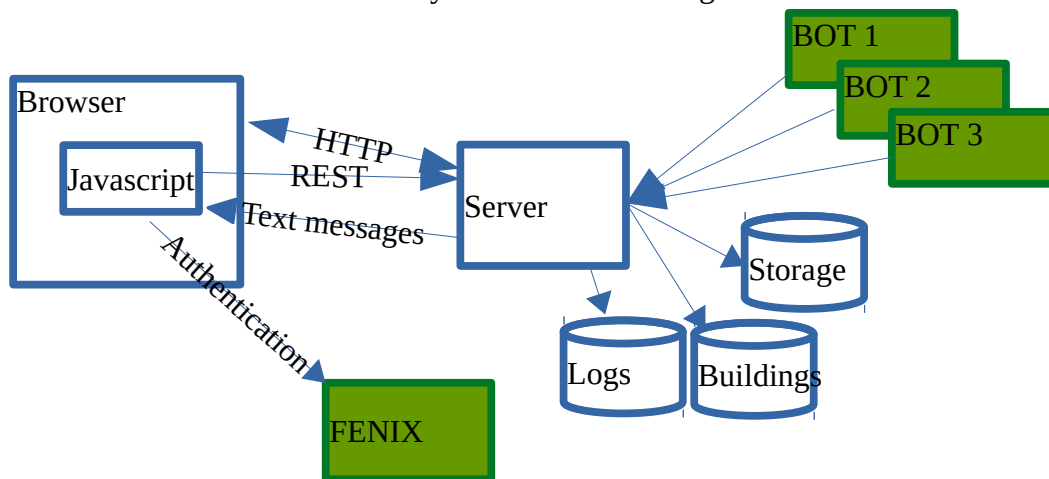 BOT 1
BOT 2
BOT 3
Browser
HTTP
REST
Javascript
Server
Text messages
Authentication
Storage
Logs
Buildings
FENIX